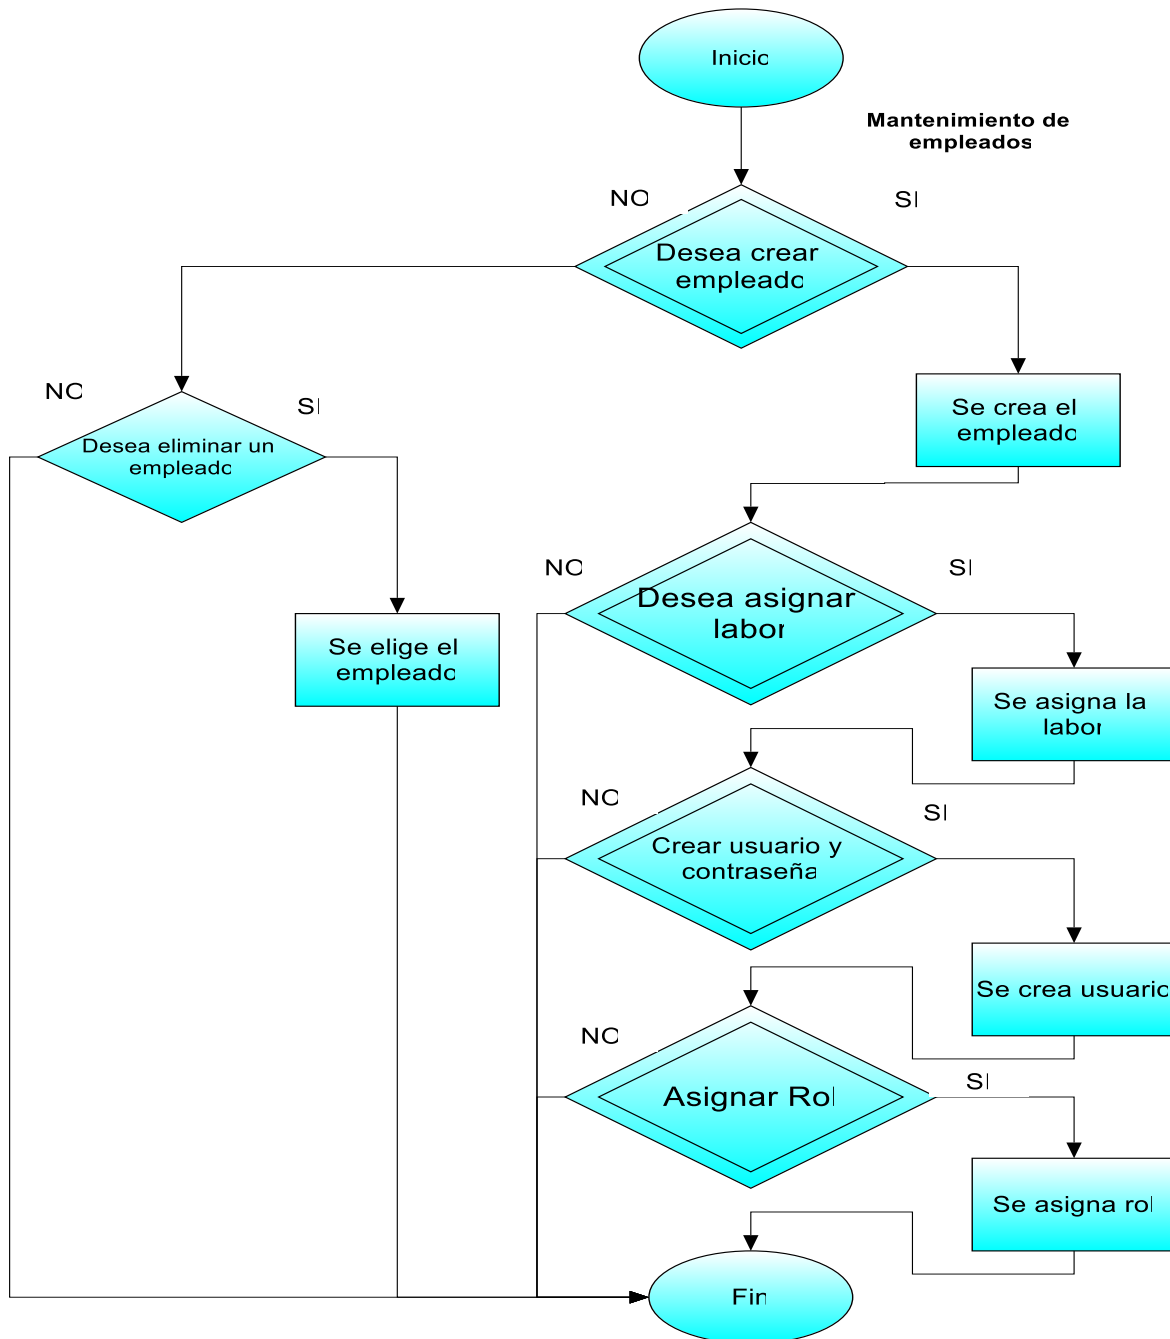 Inicio
Mantenimiento de
empleados
NO
SI
Desea crear
empleado
NO
SI
Desea eliminar un
empleado
Se crea el
empleado
NO
SI
Desea asignar
labor
Se elige el
empleado
Se asigna la
labor
NO
SI
Crear usuario y
contraseña
Se crea usuario
NO
SI
Asignar Rol
Se asigna rol
Fin